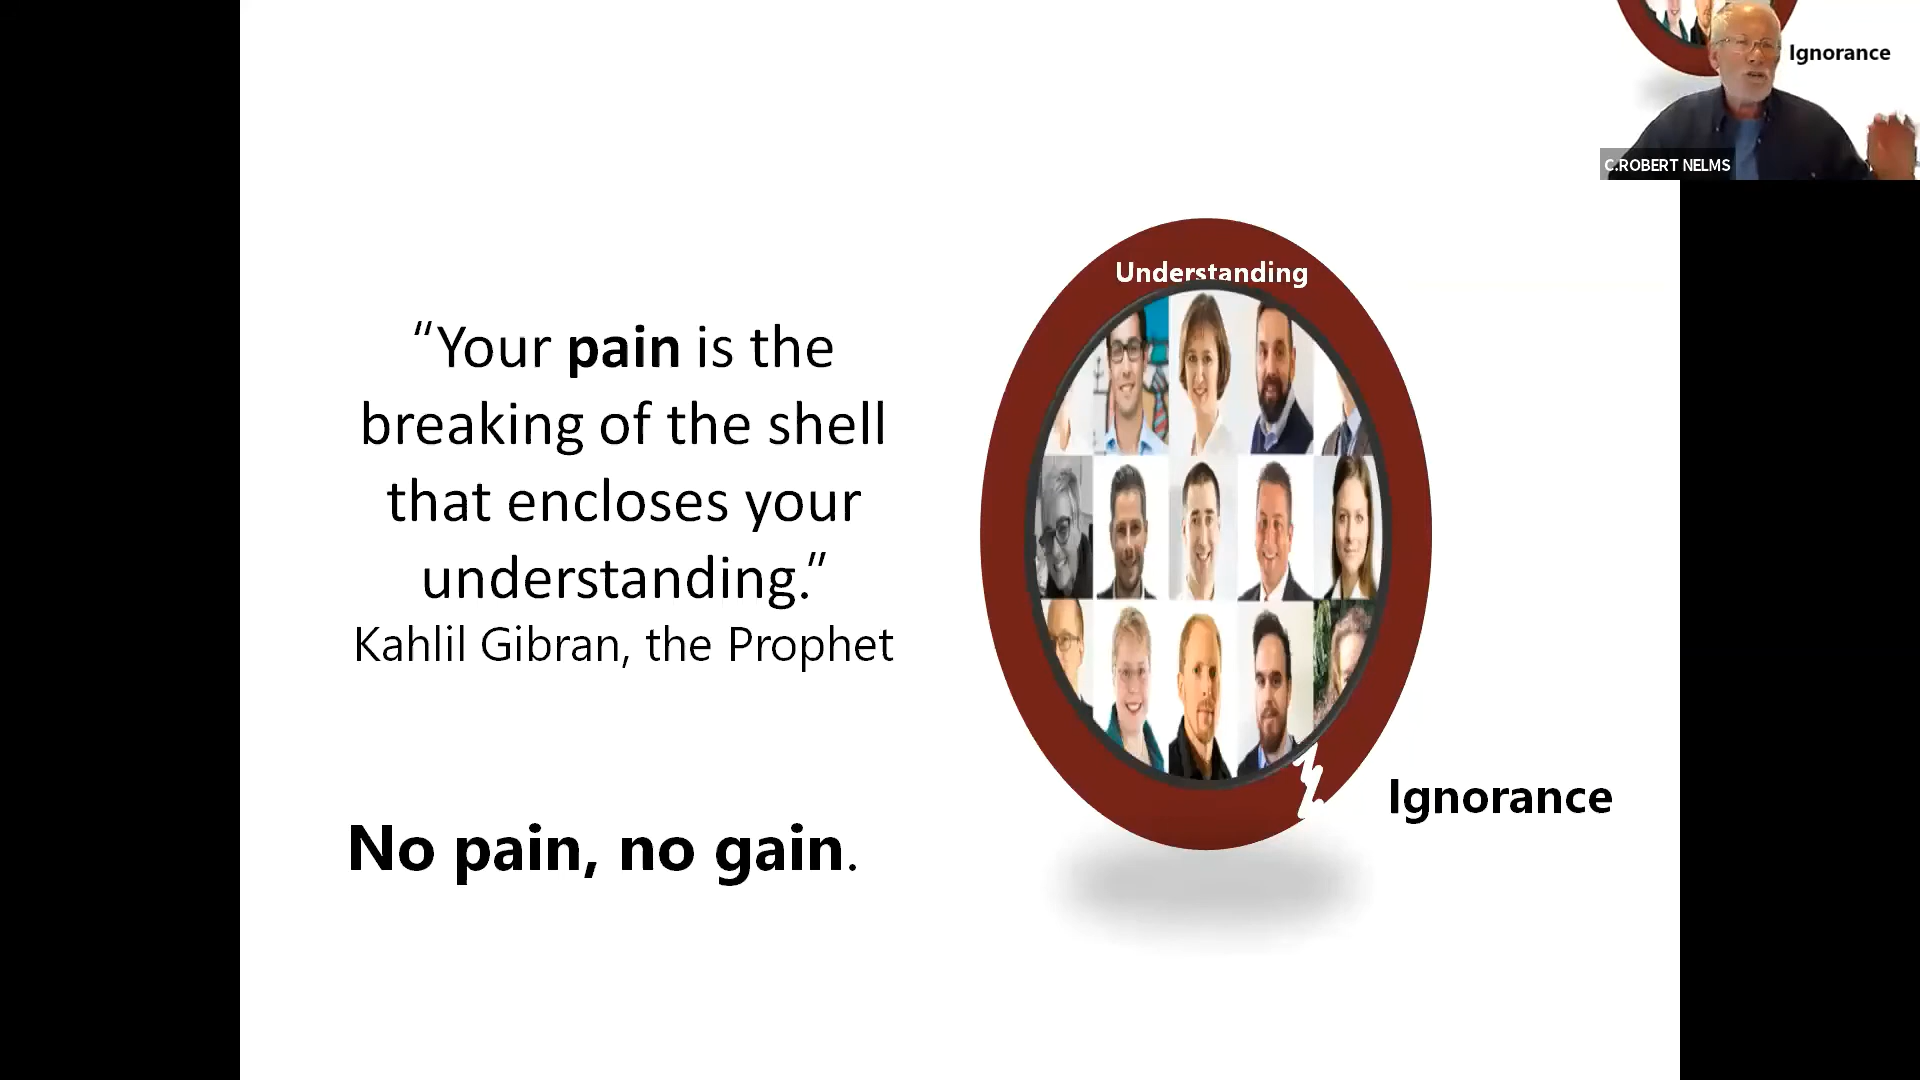 Ignorance
C.ROBERT NELMS
Understanding
“Your pain is the
breaking of the shell
that encloses your
understanding.”
Kahlil Gibran, the Prophet
Ignorance
No pain, no gain.